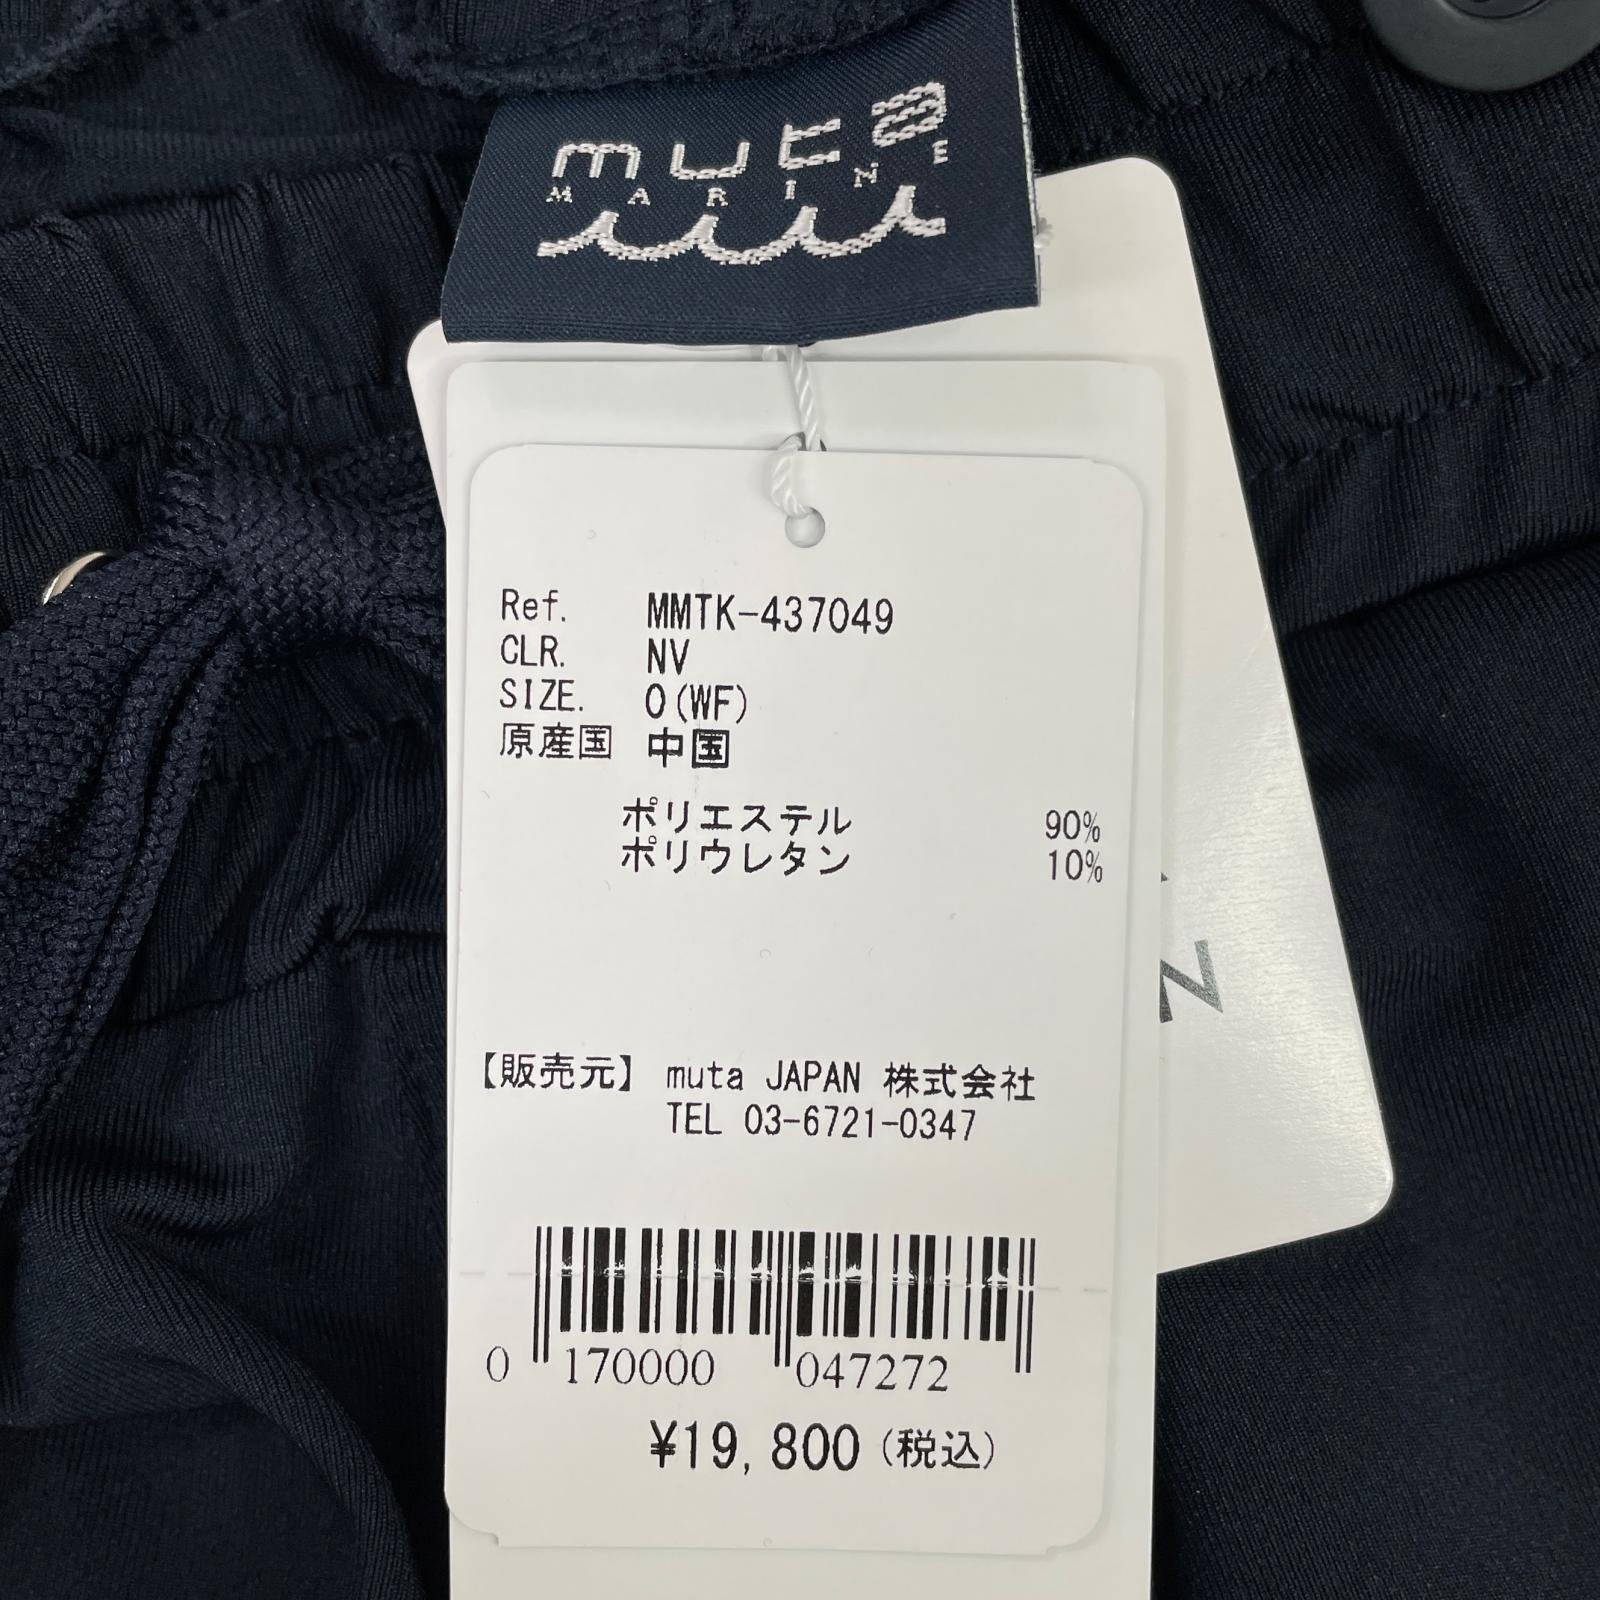 muta
MARINE
Ref. MMTK-437049
CLR. NV
SIZE. 0(WF)
原産国 中国
ポリエステル 90%
ポリウレタン 10%
【販売元】 muta JAPAN 株式会社
TEL 03-6721-0347
0 170000 047272
¥19,800(税込)
N